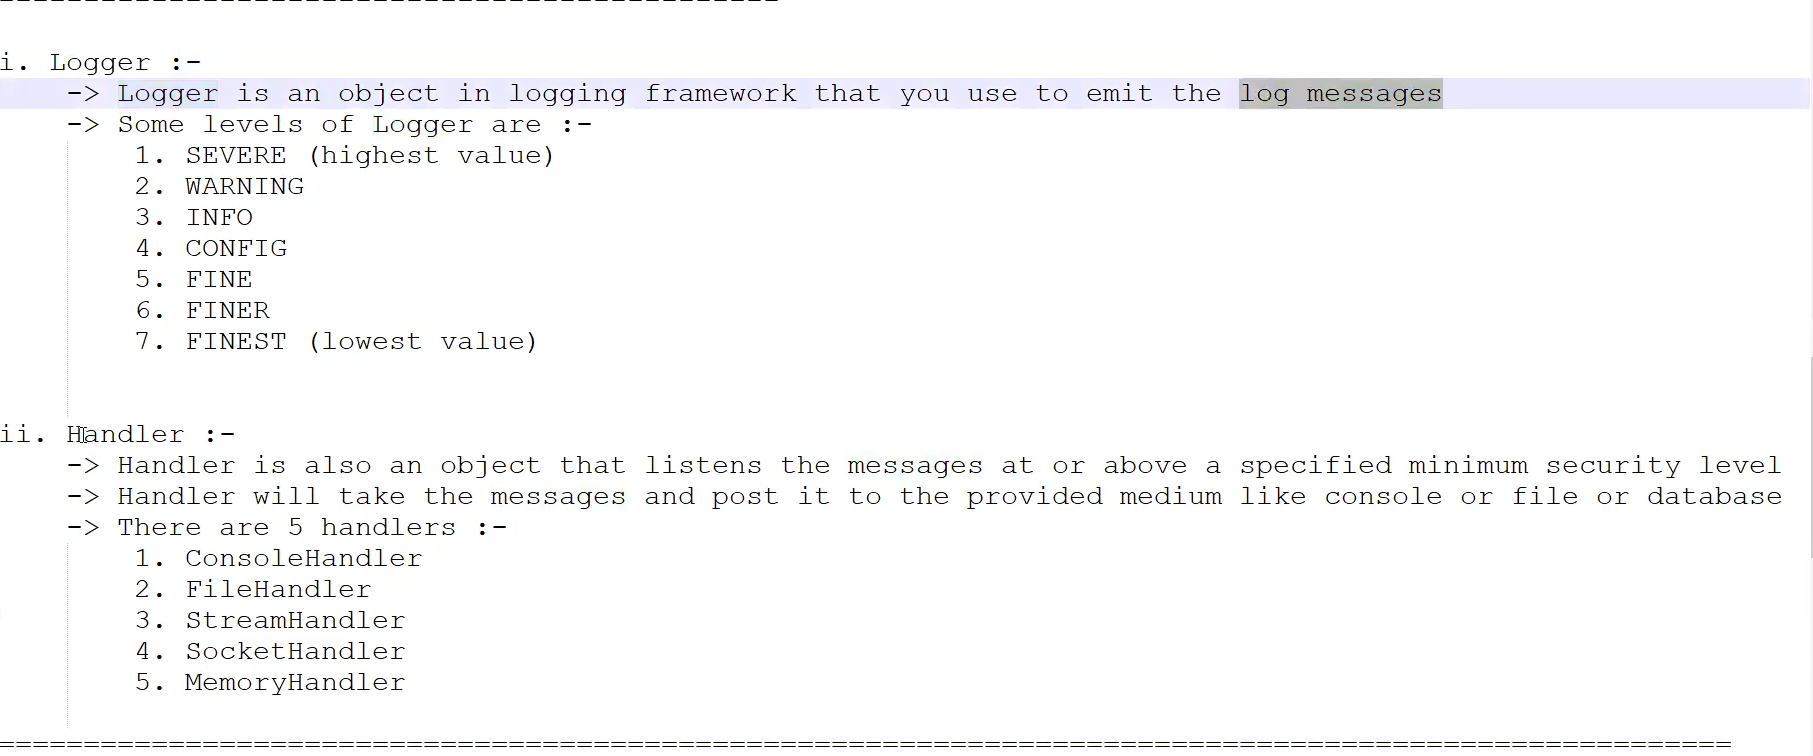 ==============================================
i. Logger :-
-> Logger is an object in logging framework that you use to emit the log messages
-> Some levels of Logger are :-
1. SEVERE (highest value)
2. WARNING
3. INFO
4. CONFIG
5. FINE
6. FINER
7. FINEST (lowest value)
ii. Handler :-
-> Handler is also an object that listens the messages at or above a specified minimum security level
-> Handler will take the messages and post it to the provided medium like console or file or database
-> There are 5 handlers :-
1. ConsoleHandler
2. FileHandler
3. StreamHandler
4. SocketHandler
5. MemoryHandler
======================================================================================================